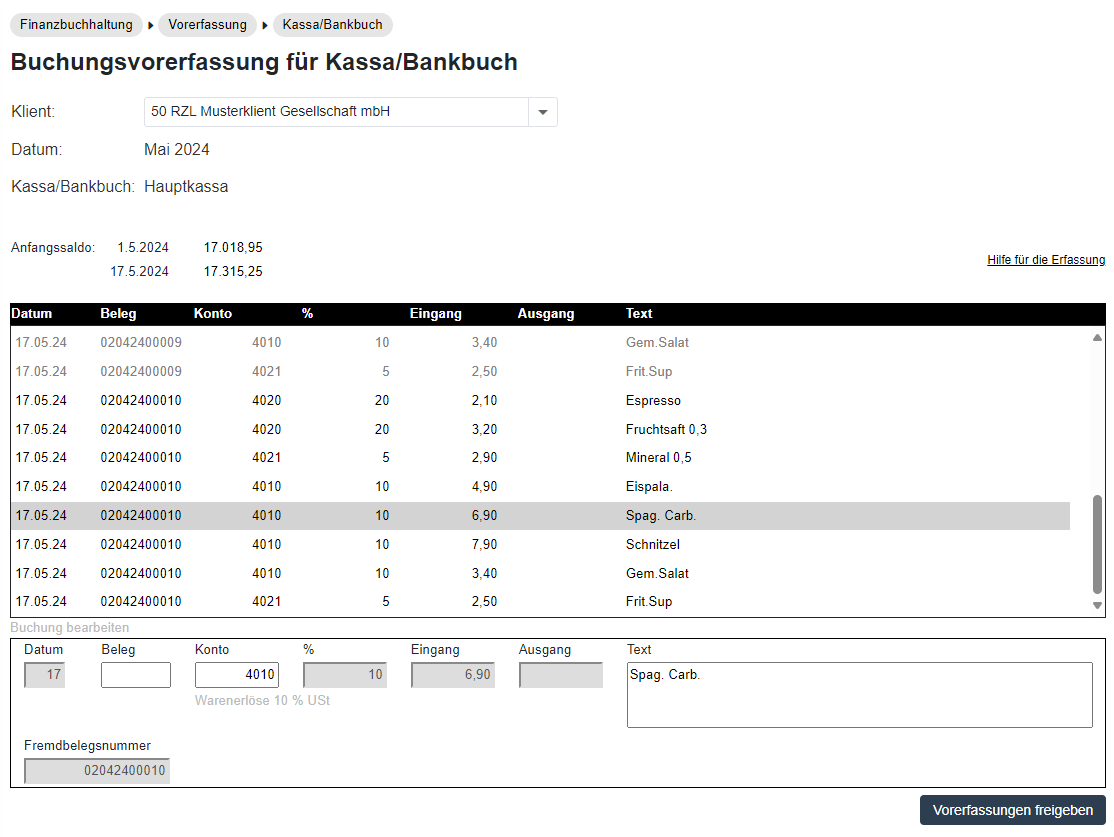 Finanzbuchhaltung Vorerfassung Kassa/Bankbuch
Buchungsvorerfassung für Kassa/Bankbuch
Klient: 50 RZL Musterklient Gesellschaft mbH
Datum: Mai 2024
Kassa/Bankbuch: Hauptkassa
Anfangssaldo: 1.5.2024 17.018,95
Hilfe für die Erfassung
17.5.2024 17.315,25
Datum Beleg Konto % Eingang Ausgang Text
17.05.24 02042400009 4010 10 3,40 Gem.Salat
17.05.24 02042400009 4021 5 2,50 Frit.Sup
17.05.24 02042400010 4020 20 2,10 Espresso
17.05.24 02042400010 4020 20 3,20 Fruchtsaft 0,3
17.05.24 02042400010 4021 5 2,90 Mineral 0,5
17.05.24 02042400010 4010 10 4,90 Eispala.
17.05.24 02042400010 4010 10 6,90 Spag. Carb.
17.05.24 02042400010 4010 10 7,90 Schnitzel
17.05.24 02042400010 4010 10 3,40 Gem.Salat
17.05.24 02042400010 4021 5 2,50 Frit.Sup
Buchung bearbeiten
Datum Beleg Konto % Eingang Ausgang Text
17 4010 10 6,90 Spag. Carb.
Warenerlöse 10 % USt
Fremdbelegsnummer
02042400010
Vorerfassungen freigeben